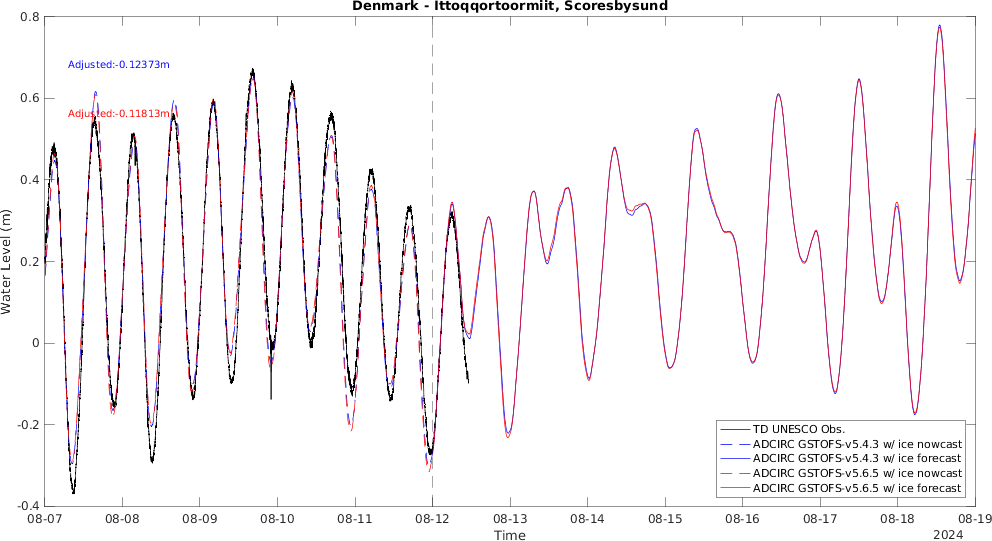 Denmark - Ittoqqortoormiit, Scoresbysund
0.8
0.6
0.4
0.2
0
-0.2
-0.4
Water Level (m)
Adjusted:-0.12373m
Adjusted:-0.11813m
TD UNESCO Obs.
ADCIRC GSTOFS-v5.4.3 w/ ice nowcast
ADCIRC GSTOFS-v5.4.3 w/ ice forecast
ADCIRC GSTOFS-v5.6.5 w/ ice nowcast
ADCIRC GSTOFS-v5.6.5 w/ ice forecast
08-07 08-08 08-09 08-10 08-11 08-12 08-13 08-14 08-15 08-16 08-17 08-18 08-19
Time
2024